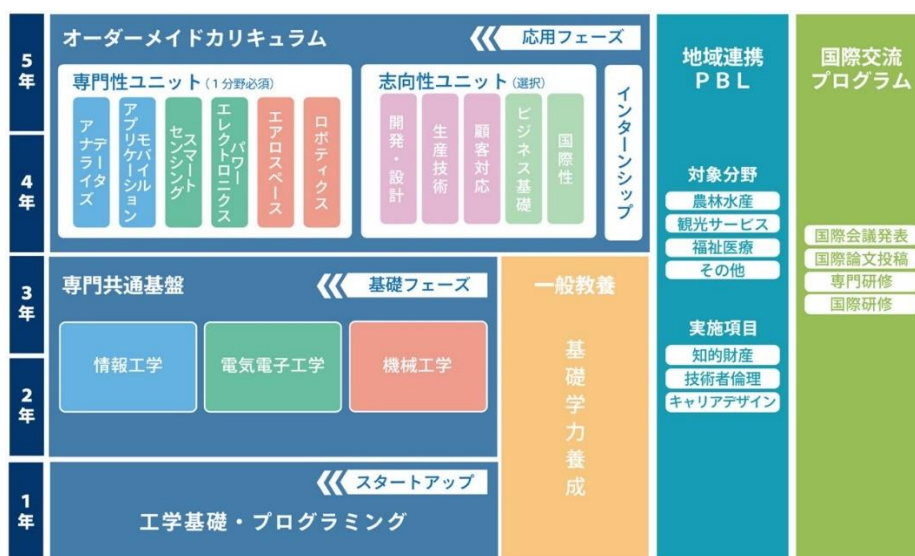 5年
4年
3年
2年
1年
オーダーメイドカリキュラム
応用フェーズ
専門性ユニット(1分野必須)
データ
アナライズ
モバイル
アプリケーション
スマート
センシング
パワー
エレクトロニクス
エアロスペース
ロボティクス
志向性ユニット(選択)
開発・設計
生産技術
顧客対応
ビジネス基礎
国際性
インターンシップ
専門共通基盤
基礎フェーズ
情報工学
電気電子工学
機械工学
スタートアップ
工学基礎・プログラミング
一般教養
基礎学力養成
地域連携
PBL
対象分野
農林水産
観光サービス
福祉医療
その他
実施項目
知的財産
技術者倫理
キャリアデザイン
国際交流
プログラム
国際会議発表
国際論文投稿
専門研修
国際研修